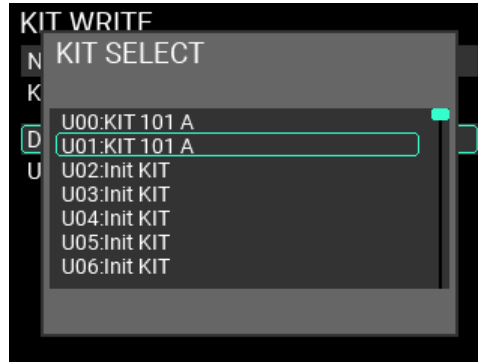 KIT WRITE
N
KIT SELECT
K
U00:KIT 101 A
D
U01:KIT 101 A
U
U02:Init KIT
U03:Init KIT
U04:Init KIT
U05:Init KIT
U06:Init KIT